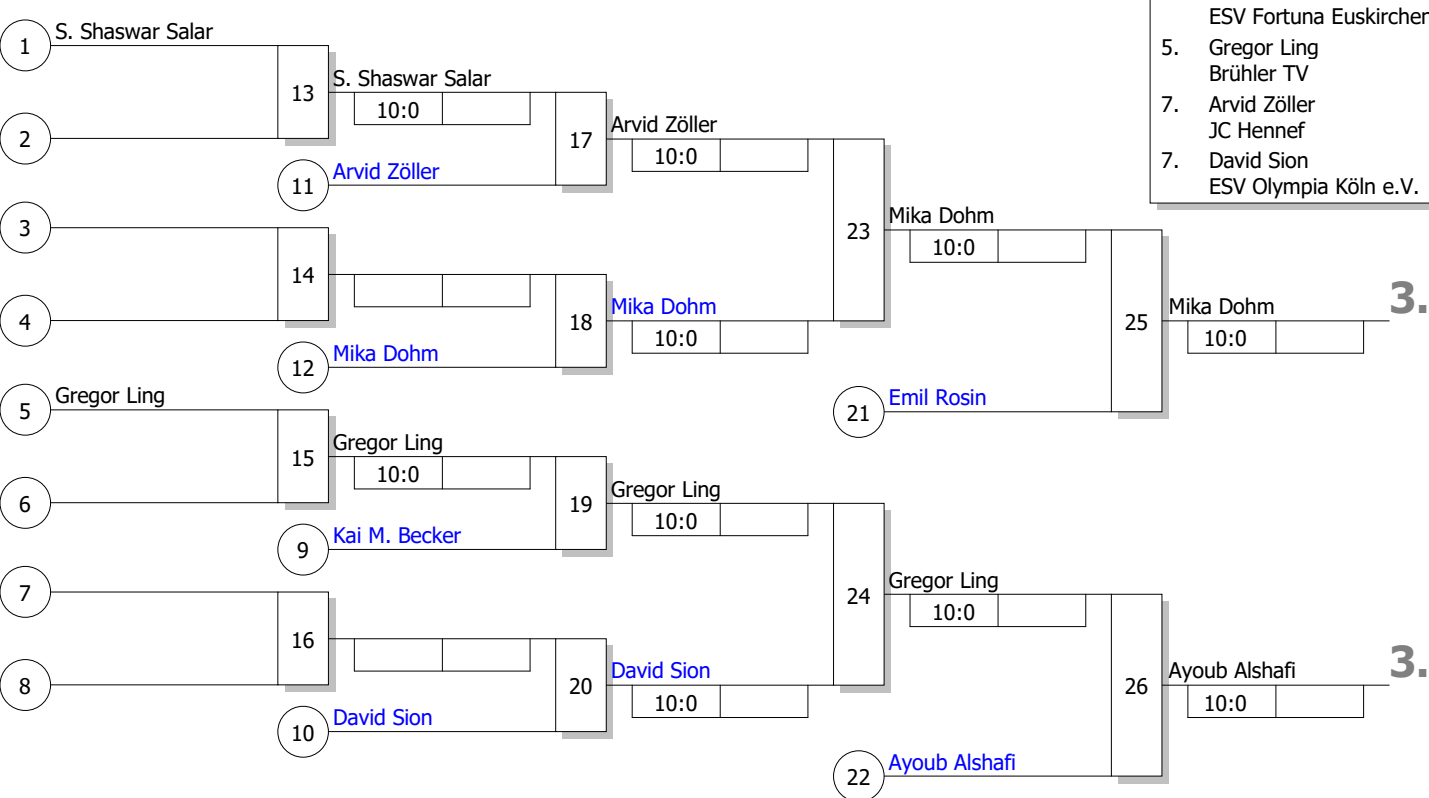 ESV Fortuna Euskirchen
5. Gregor Ling
Brühler TV
7. Arvid Zöller
JC Hennef
7. David Sion
ESV Olympia Köln e.V.
1 S. Shaswar Salar
13 S. Shaswar Salar
10:0
2
17 Arvid Zöller
10:0
11 Arvid Zöller
3
23 Mika Dohm
10:0
14
4
18 Mika Dohm
10:0
12 Mika Dohm
25 Mika Dohm 3.
10:0
5 Gregor Ling
21 Emil Rosin
15 Gregor Ling
10:0
6
19 Gregor Ling
10:0
9 Kai M. Becker
7
24 Gregor Ling
10:0
16
8
20 David Sion
10:0
10 David Sion
26 Ayoub Alshafi 3.
10:0
22 Ayoub Alshafi